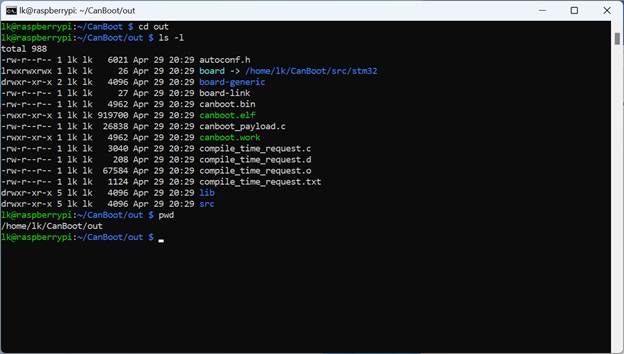 lk@raspberrypi: ~/CanBoot/out
lk@raspberrypi:~/CanBoot $ cd out
lk@raspberrypi:~/CanBoot/out $ ls -l
total 988
-rw-r--r-- 1 lk lk   6021 Apr 29 20:29 autoconf.h
lrwxrwxrwx 1 lk lk     26 Apr 29 20:29 board -> /home/lk/CanBoot/src/stm32
drwxr-xr-x 2 lk lk   4096 Apr 29 20:29 board-generic
-rw-r--r-- 1 lk lk     27 Apr 29 20:29 board-link
-rw-r--r-- 1 lk lk   4962 Apr 29 20:29 canboot.bin
-rwxr-xr-x 1 lk lk 919700 Apr 29 20:29 canboot.elf
-rw-r--r-- 1 lk lk  26838 Apr 29 20:29 canboot_payload.c
-rwxr-xr-x 1 lk lk   4962 Apr 29 20:29 canboot.work
-rw-r--r-- 1 lk lk   3040 Apr 29 20:29 compile_time_request.c
-rw-r--r-- 1 lk lk    208 Apr 29 20:29 compile_time_request.d
-rw-r--r-- 1 lk lk  67584 Apr 29 20:29 compile_time_request.o
-rw-r--r-- 1 lk lk   1124 Apr 29 20:29 compile_time_request.txt
drwxr-xr-x 5 lk lk   4096 Apr 29 20:29 lib
drwxr-xr-x 5 lk lk   4096 Apr 29 20:29 src
lk@raspberrypi:~/CanBoot/out $ pwd
/home/lk/CanBoot/out
lk@raspberrypi:~/CanBoot/out $